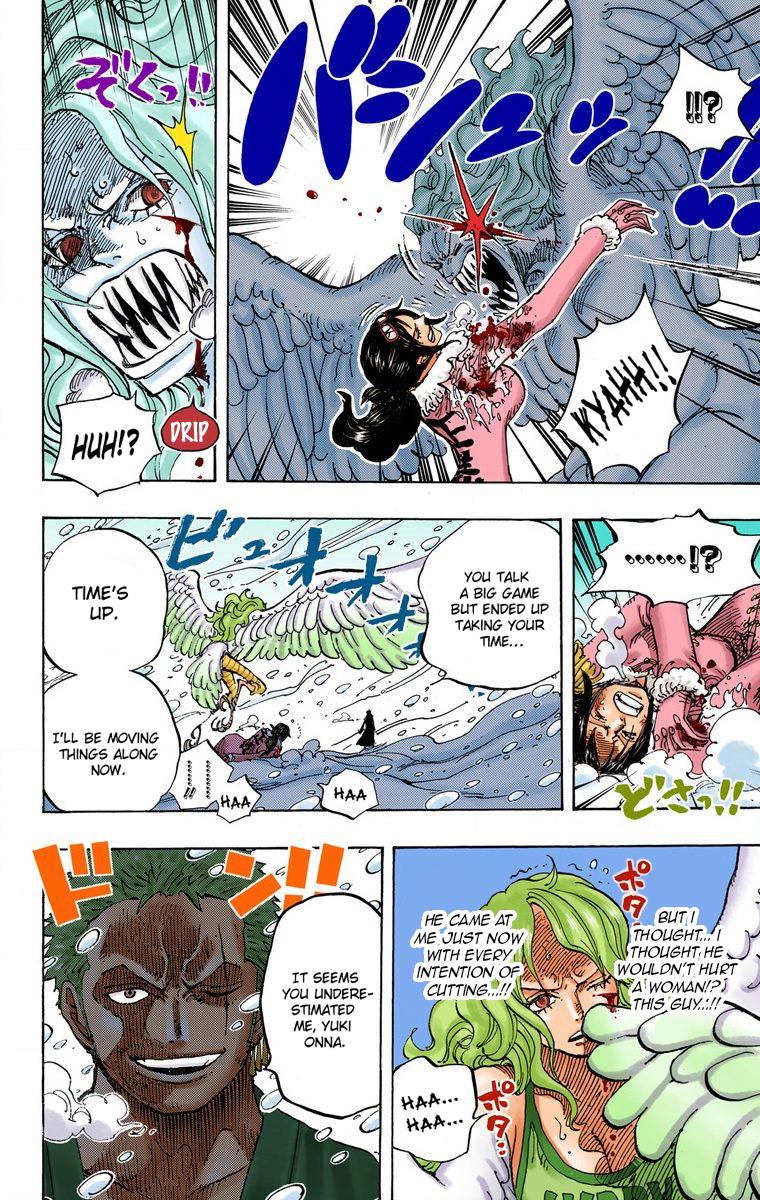 !!?
バシュッ!!
KYAHH!!
ぞくっ!!
HUH!?
DRIP
.......!?
どさっ!!
YOU TALK
A BIG GAME
BUT ENDED UP
TAKING YOUR
TIME...
ビュオオオオ
TIME'S
UP.
I'LL BE MOVING
THINGS ALONG
NOW.
HAA
HAA
BUT I
THOUGHT... I
THOUGHT HE
WOULDN'T HURT
A WOMAN!?
THIS GUY..!!
HE CAME AT
ME JUST NOW
WITH EVERY
INTENTION OF
CUTTING...!!
ポタ...
HAA...
HAA...
ポタ...
ドン!!
IT SEEMS
YOU UNDERE-
STIMATED
ME, YUKI
ONNA.